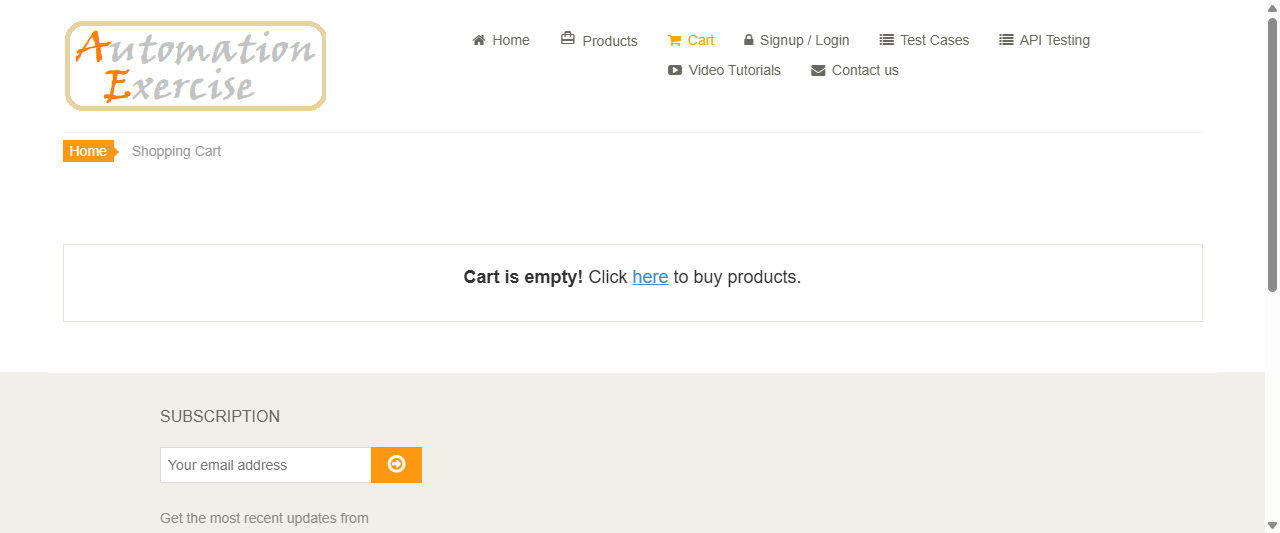 Automation
Exercise
Home Products Cart Signup / Login Test Cases API Testing
Video Tutorials Contact us
Home Shopping Cart
Cart is empty! Click here to buy products.
SUBSCRIPTION
Your email address
Get the most recent updates from